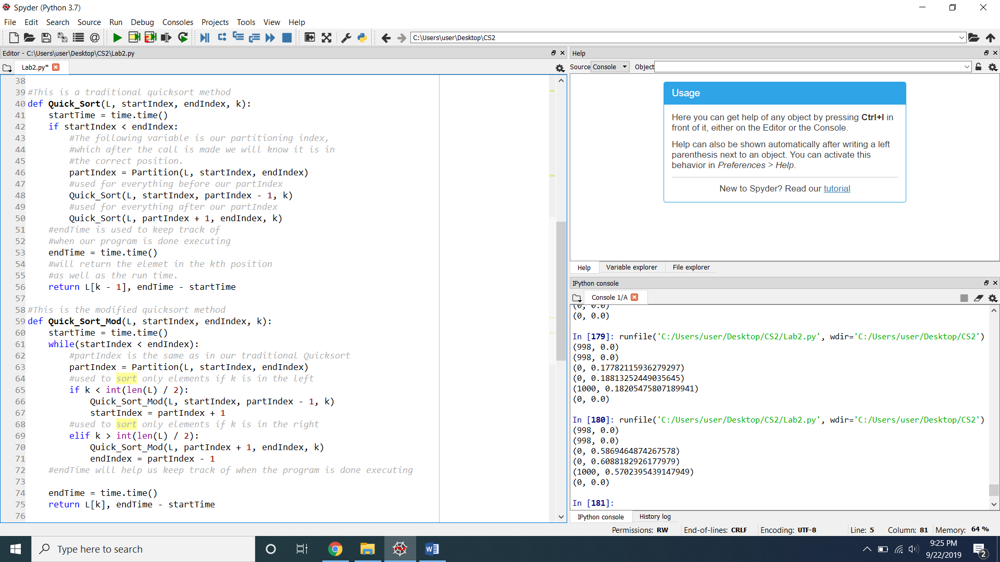 Spyder (Python 3.7)
File Edit Search Source Run Debug Consoles Projects Tools View Help
C:\Users\user\Desktop\CS2
Editor - C:\Users\user\Desktop\CS2\Lab2.py
Lab2.py*
38
39 #This is a traditional quicksort method
40 def Quick_Sort(L, startIndex, endIndex, k):
41     startTime = time.time()
42     if startIndex < endIndex:
43         #The following variable is our partitioning index,
44         #which after the call is made we will know it is in
45         #the correct position.
46         partIndex = Partition(L, startIndex, endIndex)
47         #used for everything before our partIndex
48         Quick_Sort(L, startIndex, partIndex - 1, k)
49         #used for everything after our partIndex
50         Quick_Sort(L, partIndex + 1, endIndex, k)
51     #endTime is used to keep track of
52     #when our program is done executing
53     endTime = time.time()
54     #will return the elemet in the kth position
55     #as well as the run time.
56     return L[k - 1], endTime - startTime
57
58 #This is the modified quicksort method
59 def Quick_Sort_Mod(L, startIndex, endIndex, k):
60     startTime = time.time()
61     while(startIndex < endIndex):
62         #partIndex is the same as in our traditional Quicksort
63         partIndex = Partition(L, startIndex, endIndex)
64         #used to sort only elements if k is in the left
65         if k < int(len(L) / 2):
66             Quick_Sort_Mod(L, startIndex, partIndex - 1, k)
67             startIndex = partIndex + 1
68         #used to sort only elements if k is in the right
69         elif k > int(len(L) / 2):
70             Quick_Sort_Mod(L, partIndex + 1, endIndex, k)
71             endIndex = partIndex - 1
72     #endTime will help us keep track of when the program is done executing
73
74     endTime = time.time()
75     return L[k], endTime - startTime
76
Help
Source Console Object
Usage
Here you can get help of any object by pressing Ctrl+I in
front of it, either on the Editor or the Console.
Help can also be shown automatically after writing a left
parenthesis next to an object. You can activate this
behavior in Preferences > Help.
New to Spyder? Read our tutorial
Help Variable explorer File explorer
IPython console
Console 1/A
(0, 0.0)
(0, 0.0)
In [179]: runfile('C:/Users/user/Desktop/CS2/Lab2.py', wdir='C:/Users/user/Desktop/CS2')
(998, 0.0)
(998, 0.0)
(0, 0.17782115936279297)
(0, 0.18813252449035645)
(1000, 0.18205475807189941)
(0, 0.0)
In [180]: runfile('C:/Users/user/Desktop/CS2/Lab2.py', wdir='C:/Users/user/Desktop/CS2')
(998, 0.0)
(998, 0.0)
(0, 0.5869464874267578)
(0, 0.6088182926177979)
(1000, 0.5702395439147949)
(0, 0.0)
In [181]:
IPython console History log
Permissions: RW End-of-lines: CRLF Encoding: UTF-8 Line: 5 Column: 81 Memory: 64 %
Type here to search
9:25 PM
9/22/2019
2